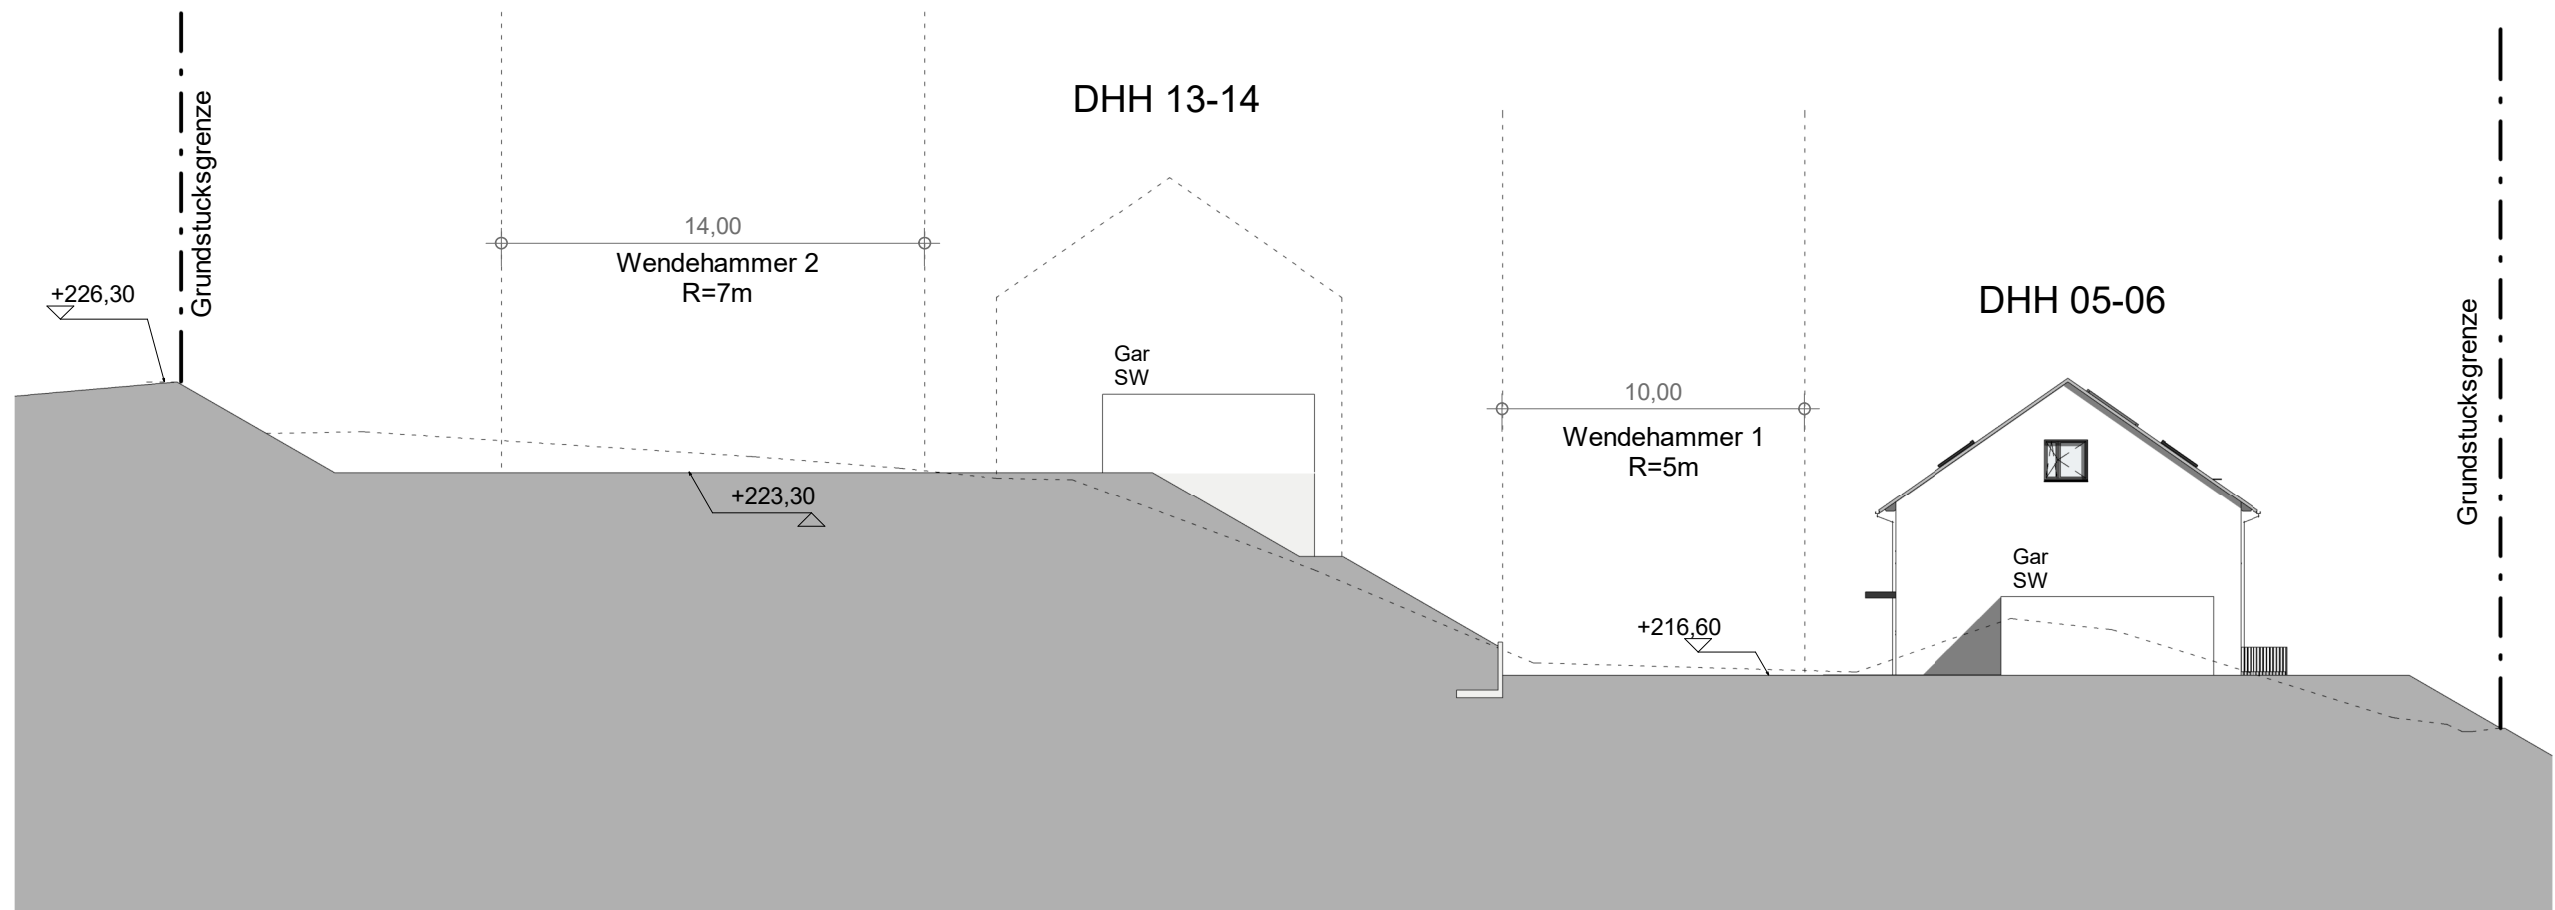 Grundstucksgrenze
DHH 13-14
14,00
Wendehammer 2
R=7m
+226,30
DHH 05-06
Grundstucksgrenze
Gar
SW
10,00
Wendehammer 1
R=5m
+223,30
Gar
SW
+216,60